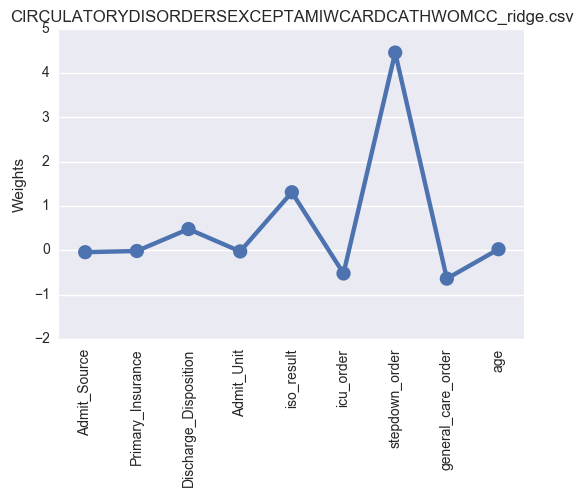 CIRCULATORYDISORDERSEXCEPTAMIWCARDCATHWOMCC_ridge.csv
5
4
3
2
1
0
−1
−2
Weights
Admit_Source
Primary_Insurance
Discharge_Disposition
Admit_Unit
iso_result
icu_order
stepdown_order
general_care_order
age